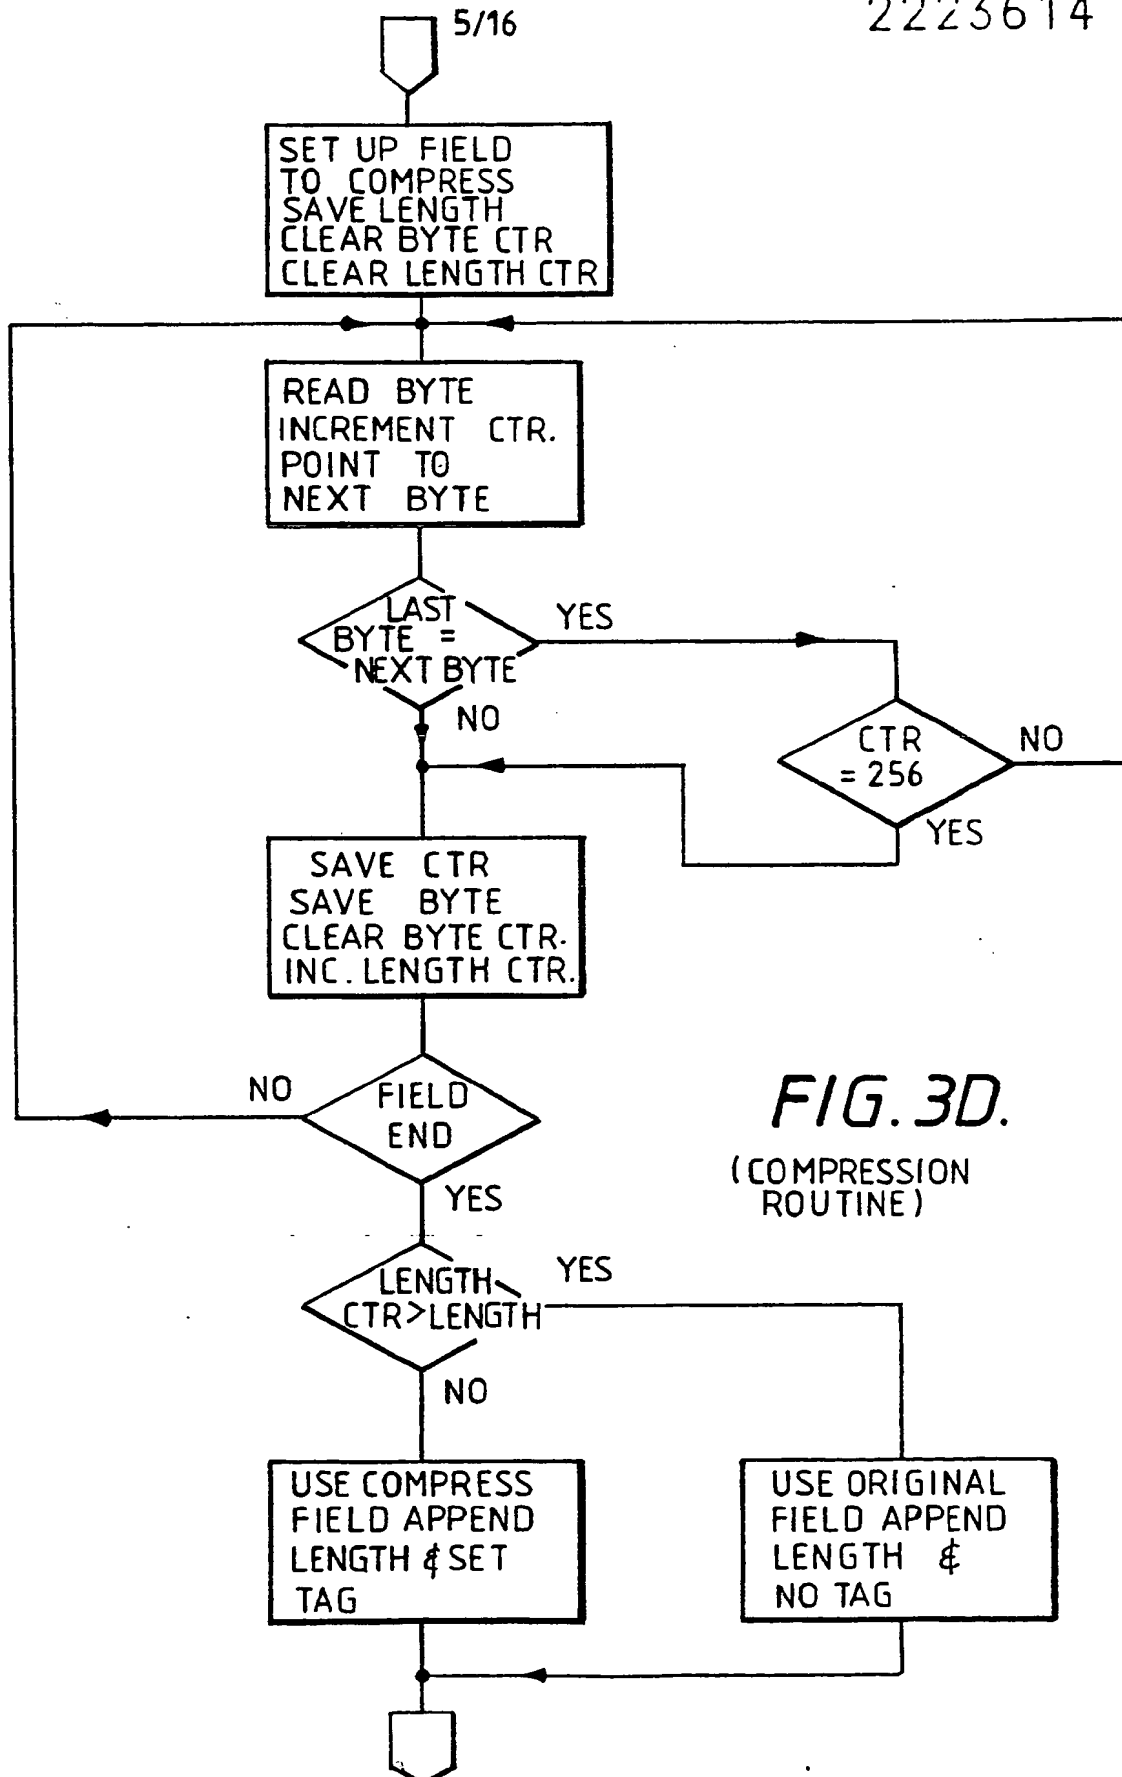 5/16
2223614
SET UP FIELD
TO COMPRESS
SAVE LENGTH
CLEAR BYTE CTR
CLEAR LENGTH CTR
READ BYTE
INCREMENT CTR.
POINT TO
NEXT BYTE
LAST
BYTE =
NEXT BYTE
YES
NO
CTR
= 256
NO
YES
SAVE CTR
SAVE BYTE
CLEAR BYTE CTR.
INC. LENGTH CTR.
NO
FIELD
END
YES
FIG. 3D.
(COMPRESSION
ROUTINE)
LENGTH
CTR>LENGTH
YES
NO
USE COMPRESS
FIELD APPEND
LENGTH & SET
TAG
USE ORIGINAL
FIELD APPEND
LENGTH &
NO TAG